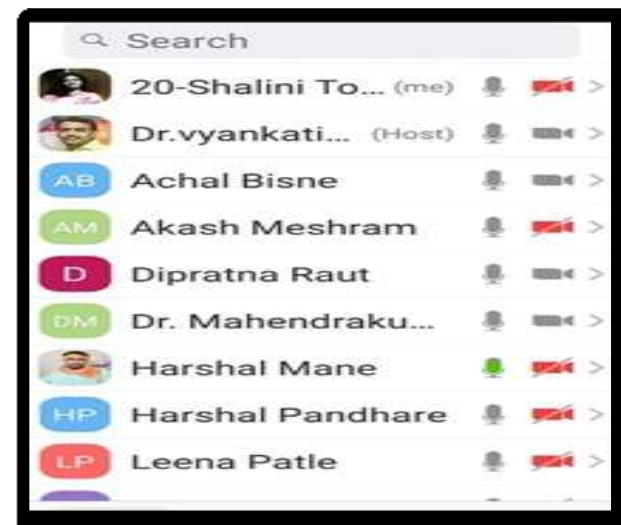 Search
20-Shalini To... (me)
Dr.vyankati... (Host)
AB Achal Bisne
AM Akash Meshram
D Dipratna Raut
DM Dr. Mahendraku...
Harshal Mane
HP Harshal Pandhare
LP Leena Patle